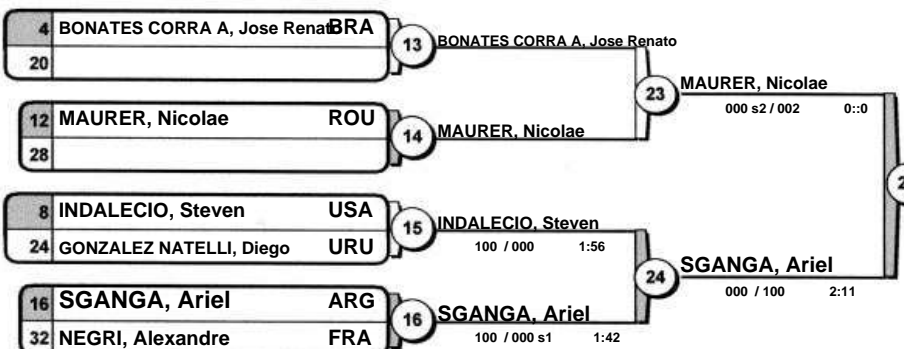 4 BONATES CORRA A, Jose Renato BRA
20
13
BONATES CORRA A, Jose Renato
12 MAURER, Nicolae ROU
28
14
MAURER, Nicolae
23
MAURER, Nicolae
000 s2 / 002 0::0
8 INDALECIO, Steven USA
24 GONZALEZ NATELLI, Diego URU
15
INDALECIO, Steven
100 / 000 1:56
16 SGANGA, Ariel ARG
32 NEGRI, Alexandre FRA
16
SGANGA, Ariel
100 / 000 s1 1:42
24
SGANGA, Ariel
000 / 100 2:11